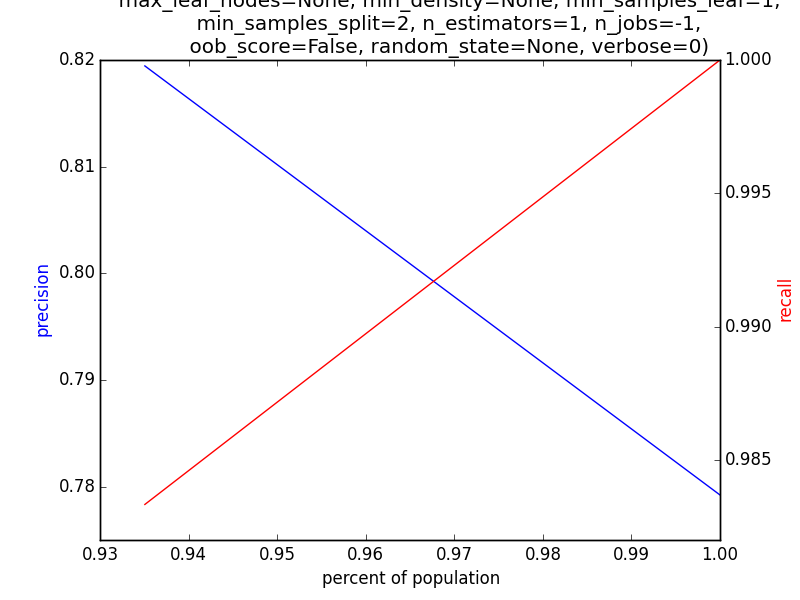 max_leaf_nodes=None, min_density=None, min_samples_leaf=1,
min_samples_split=2, n_estimators=1, n_jobs=-1,
oob_score=False, random_state=None, verbose=0)
0.82
0.81
0.80
0.79
0.78
precision
1.000
0.995
0.990
0.985
recall
0.93 0.94 0.95 0.96 0.97 0.98 0.99 1.00
percent of population